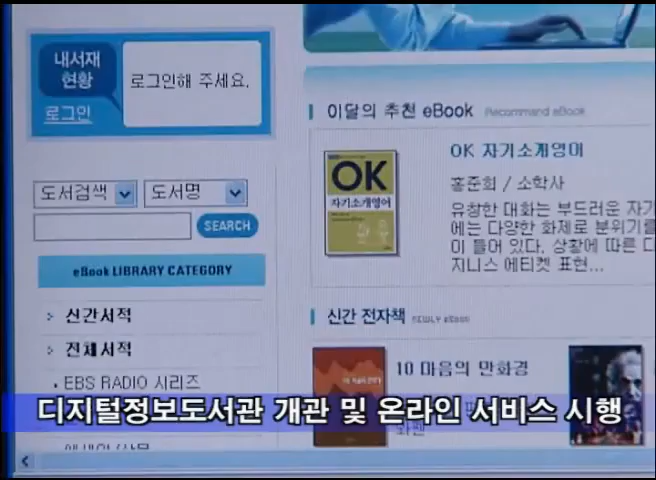 내서재
현황
로그인
로그인해 주세요.
도서검색
도서명
SEARCH
eBook LIBRARY CATEGORY
신간서적
전체서적
EBS RADIO 시리즈
이달의 추천 eBook Recommand eBook
OK
자기소개영어
OK 자기소개영어
홍준희 / 소학사
유창한 대화는 부드러운 자기
에는 다양한 화제로 분위기를
이 들어 있다. 상황에 따른 다
지니스 에티켓 표현...
신간 전자책 NEWLY eBook
10 마음의 만화경
디지털정보도서관 개관 및 온라인 서비스 시행